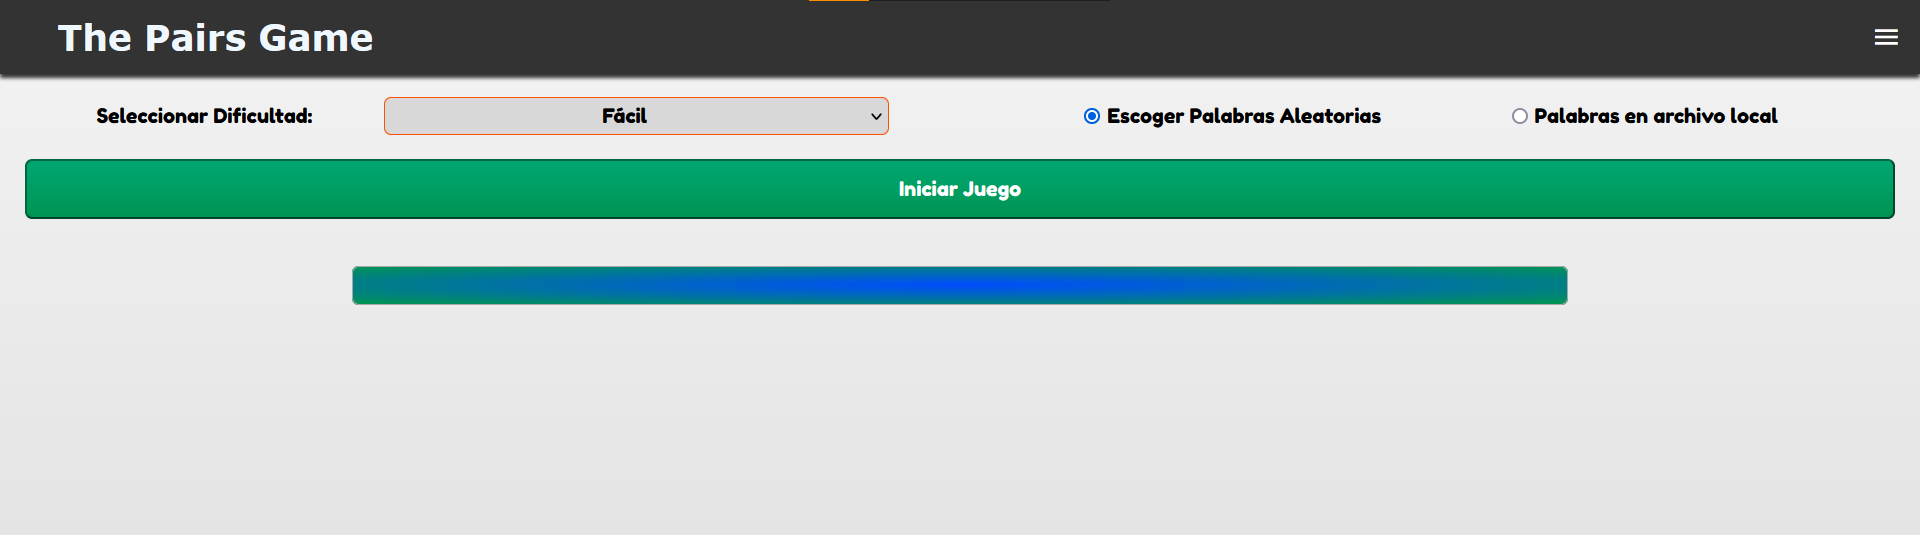 The Pairs Game
Seleccionar Dificultad:
Fácil
Escoger Palabras Aleatorias
Palabras en archivo local
Iniciar Juego